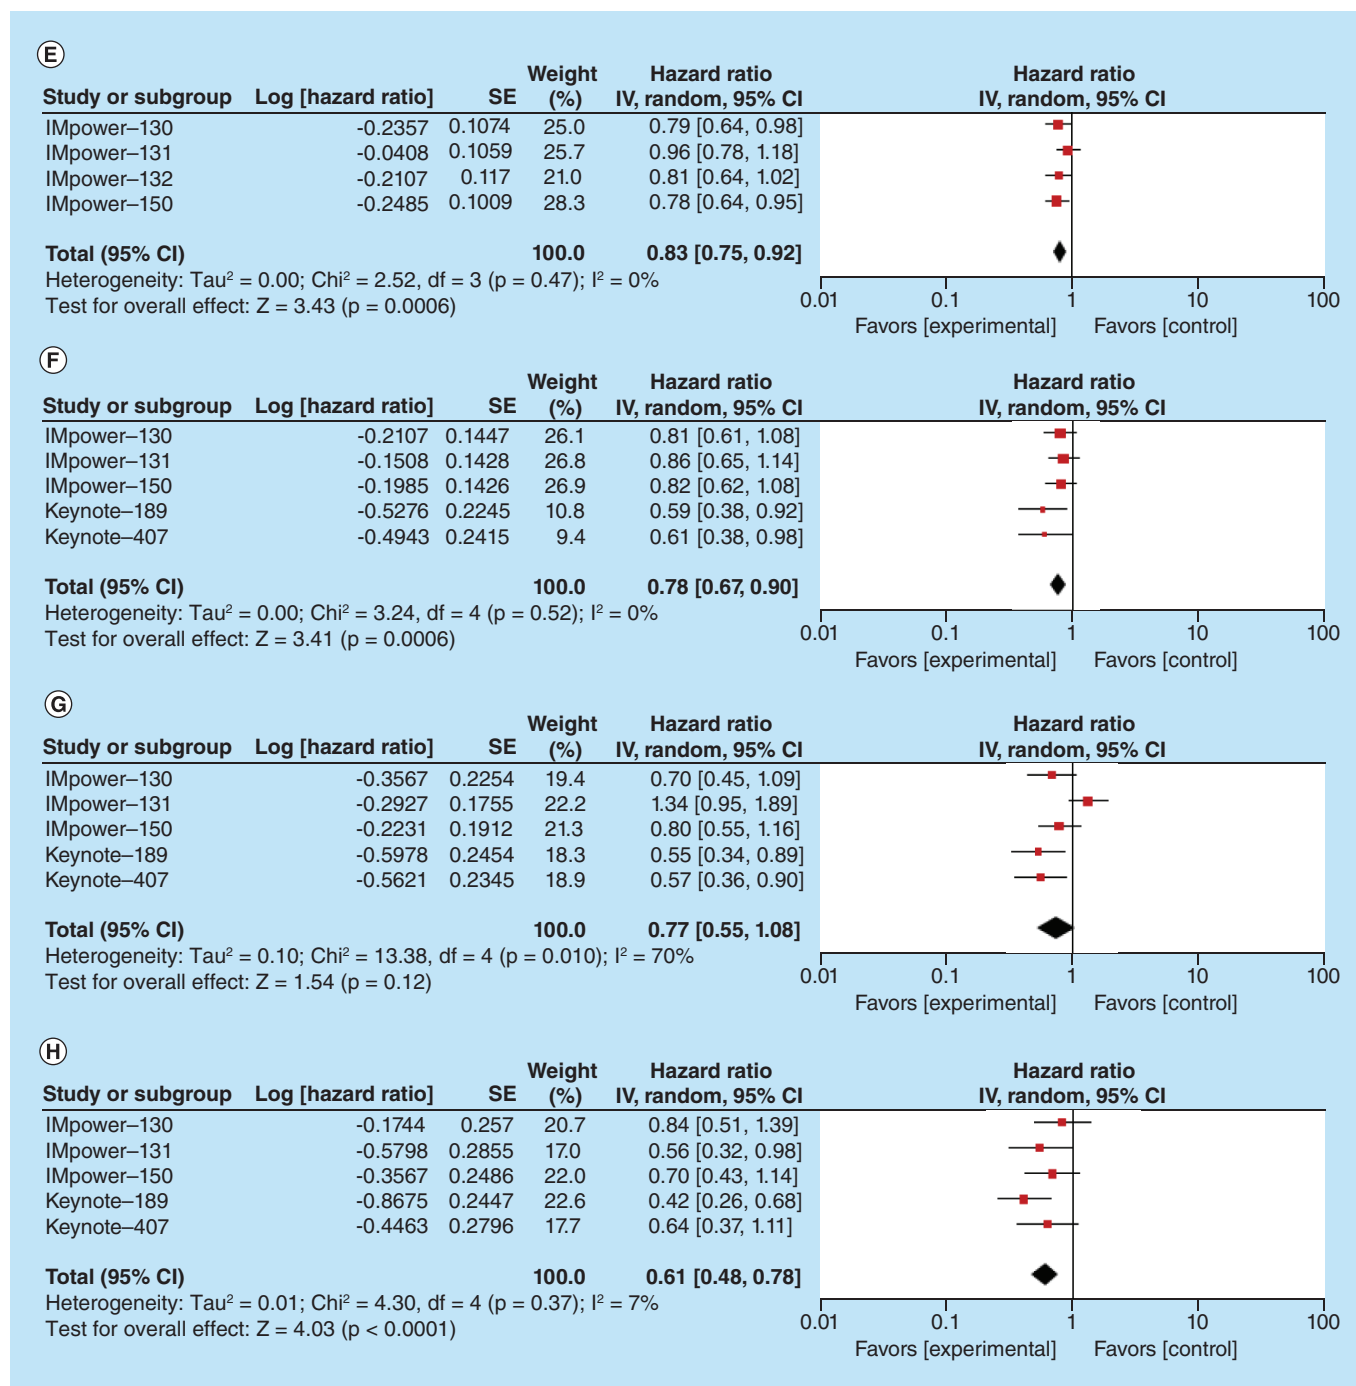 E
Weight Hazard ratio Hazard ratio
Study or subgroup Log [hazard ratio] SE (%) IV, random, 95% CI IV, random, 95% CI
IMpower–130 -0.2357 0.1074 25.0 0.79 [0.64, 0.98]
IMpower–131 -0.0408 0.1059 25.7 0.96 [0.78, 1.18]
IMpower–132 -0.2107 0.117 21.0 0.81 [0.64, 1.02]
IMpower–150 -0.2485 0.1009 28.3 0.78 [0.64, 0.95]
Total (95% CI) 100.0 0.83 [0.75, 0.92]
Heterogeneity: Tau² = 0.00; Chi² = 2.52, df = 3 (p = 0.47); I² = 0%
Test for overall effect: Z = 3.43 (p = 0.0006)
0.01 0.1 1 10 100
Favors [experimental] Favors [control]
F
Weight Hazard ratio Hazard ratio
Study or subgroup Log [hazard ratio] SE (%) IV, random, 95% CI IV, random, 95% CI
IMpower–130 -0.2107 0.1447 26.1 0.81 [0.61, 1.08]
IMpower–131 -0.1508 0.1428 26.8 0.86 [0.65, 1.14]
IMpower–150 -0.1985 0.1426 26.9 0.82 [0.62, 1.08]
Keynote–189 -0.5276 0.2245 10.8 0.59 [0.38, 0.92]
Keynote–407 -0.4943 0.2415 9.4 0.61 [0.38, 0.98]
Total (95% CI) 100.0 0.78 [0.67, 0.90]
Heterogeneity: Tau² = 0.00; Chi² = 3.24, df = 4 (p = 0.52); I² = 0%
Test for overall effect: Z = 3.41 (p = 0.0006)
0.01 0.1 1 10 100
Favors [experimental] Favors [control]
G
Weight Hazard ratio Hazard ratio
Study or subgroup Log [hazard ratio] SE (%) IV, random, 95% CI IV, random, 95% CI
IMpower–130 -0.3567 0.2254 19.4 0.70 [0.45, 1.09]
IMpower–131 -0.2927 0.1755 22.2 1.34 [0.95, 1.89]
IMpower–150 -0.2231 0.1912 21.3 0.80 [0.55, 1.16]
Keynote–189 -0.5978 0.2454 18.3 0.55 [0.34, 0.89]
Keynote–407 -0.5621 0.2345 18.9 0.57 [0.36, 0.90]
Total (95% CI) 100.0 0.77 [0.55, 1.08]
Heterogeneity: Tau² = 0.10; Chi² = 13.38, df = 4 (p = 0.010); I² = 70%
Test for overall effect: Z = 1.54 (p = 0.12)
0.01 0.1 1 10 100
Favors [experimental] Favors [control]
H
Weight Hazard ratio Hazard ratio
Study or subgroup Log [hazard ratio] SE (%) IV, random, 95% CI IV, random, 95% CI
IMpower–130 -0.1744 0.257 20.7 0.84 [0.51, 1.39]
IMpower–131 -0.5798 0.2855 17.0 0.56 [0.32, 0.98]
IMpower–150 -0.3567 0.2486 22.0 0.70 [0.43, 1.14]
Keynote–189 -0.8675 0.2447 22.6 0.42 [0.26, 0.68]
Keynote–407 -0.4463 0.2796 17.7 0.64 [0.37, 1.11]
Total (95% CI) 100.0 0.61 [0.48, 0.78]
Heterogeneity: Tau² = 0.01; Chi² = 4.30, df = 4 (p = 0.37); I² = 7%
Test for overall effect: Z = 4.03 (p < 0.0001)
0.01 0.1 1 10 100
Favors [experimental] Favors [control]